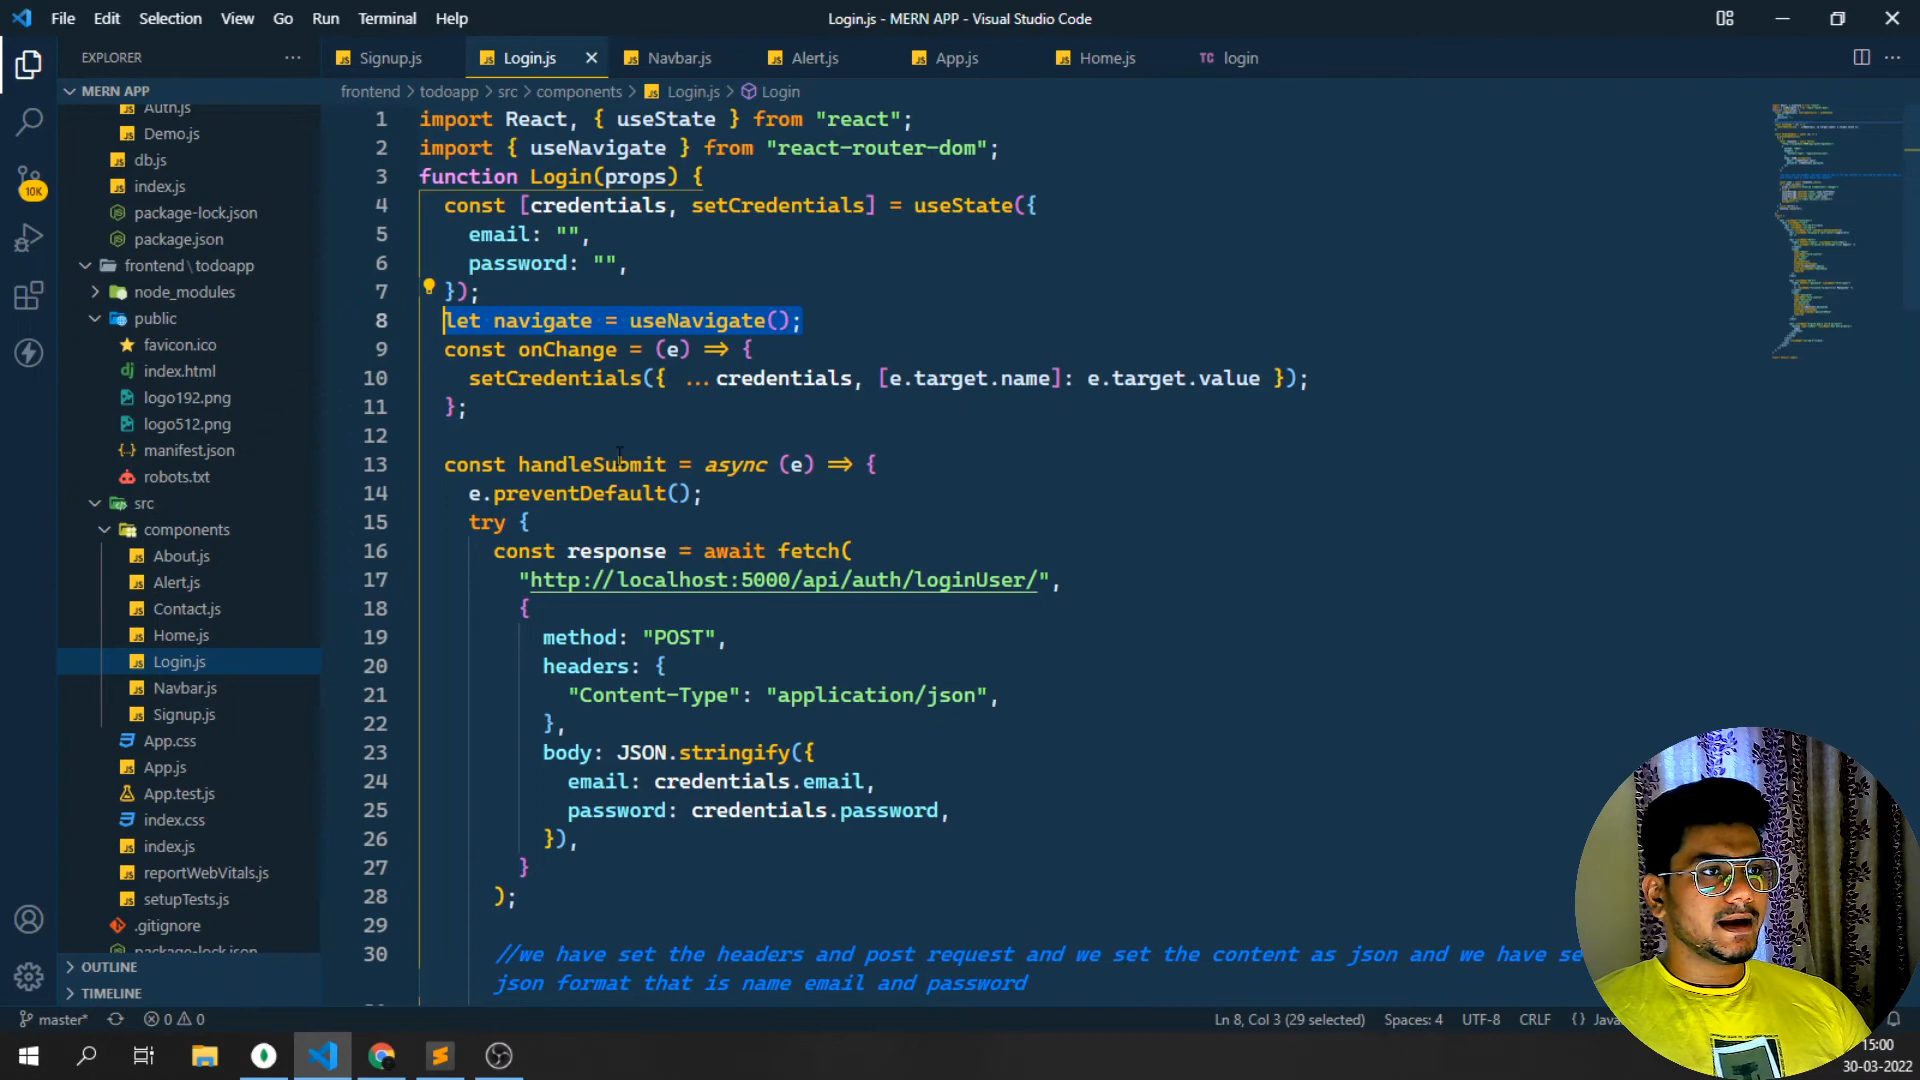 File Edit Selection View Go Run Terminal Help
Login.js - MERN APP - Visual Studio Code
EXPLORER
Signup.js
Login.js
Navbar.js
Alert.js
App.js
Home.js
TC login
MERN APP
Auth.js
Demo.js
db.js
index.js
package-lock.json
package.json
frontend \ todoapp
node_modules
public
favicon.ico
index.html
logo192.png
logo512.png
manifest.json
robots.txt
src
components
About.js
Alert.js
Contact.js
Home.js
Login.js
Navbar.js
Signup.js
App.css
App.js
App.test.js
index.css
index.js
reportWebVitals.js
setupTests.js
.gitignore
package-lock.json
OUTLINE
TIMELINE
10K
frontend > todoapp > src > components > Login.js > Login
1 import React, { useState } from "react";
2 import { useNavigate } from "react-router-dom";
3 function Login(props) {
4 const [credentials, setCredentials] = useState({
5 email: "",
6 password: "",
7 });
8 let navigate = useNavigate();
9 const onChange = (e) => {
10 setCredentials({ ...credentials, [e.target.name]: e.target.value });
11 };
12
13 const handleSubmit = async (e) => {
14 e.preventDefault();
15 try {
16 const response = await fetch(
17 "http://localhost:5000/api/auth/loginUser/",
18 {
19 method: "POST",
20 headers: {
21 "Content-Type": "application/json",
22 },
23 body: JSON.stringify({
24 email: credentials.email,
25 password: credentials.password,
26 }),
27 }
28 );
29
30 //we have set the headers and post request and we set the content as json and we have se
json format that is name email and password
master* 0 0
Ln 8, Col 3 (29 selected) Spaces: 4 UTF-8 CRLF {} Java
15:00
30-03-2022